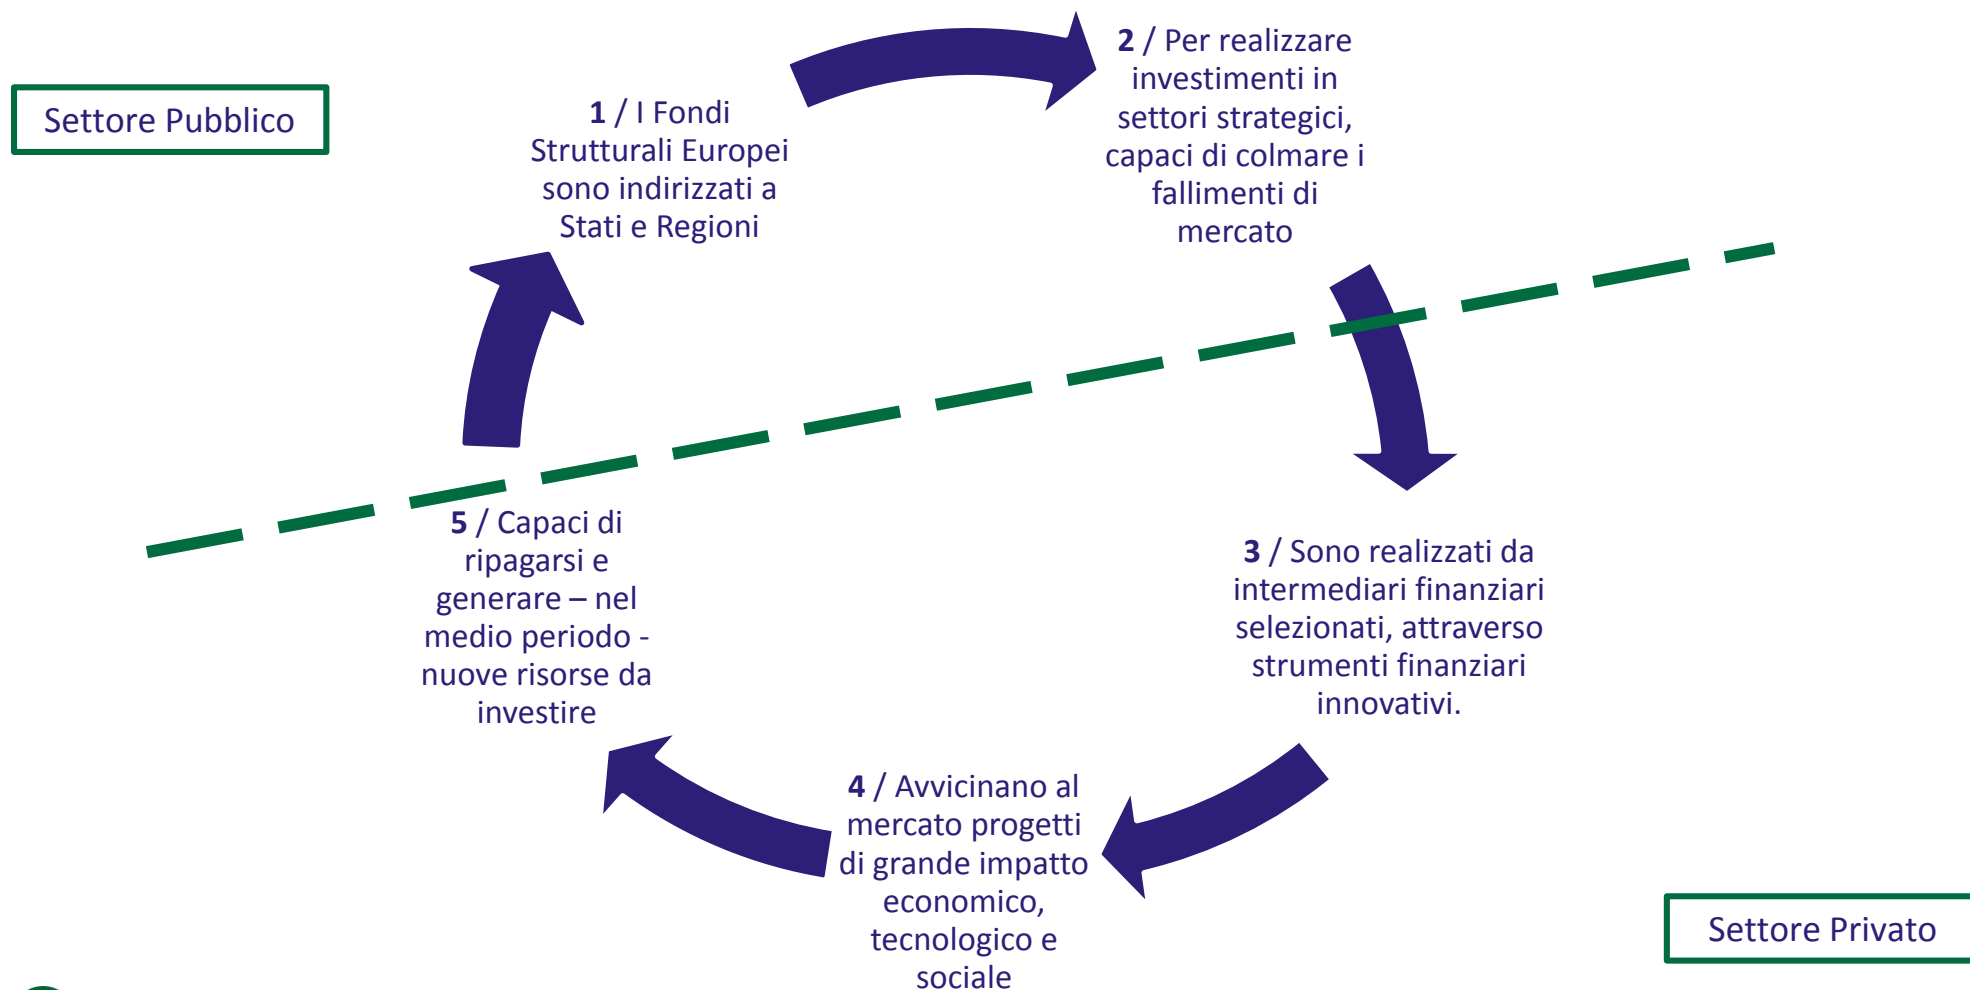 Settore Pubblico
1 / I Fondi
Strutturali Europei
sono indirizzati a
Stati e Regioni
2 / Per realizzare
investimenti in
settori strategici,
capaci di colmare i
fallimenti di
mercato
3 / Sono realizzati da
intermediari finanziari
selezionati, attraverso
strumenti finanziari
innovativi.
4 / Avvicinano al
mercato progetti
di grande impatto
economico,
tecnologico e
sociale
5 / Capaci di
ripagarsi e
generare – nel
medio periodo -
nuove risorse da
investire
Settore Privato